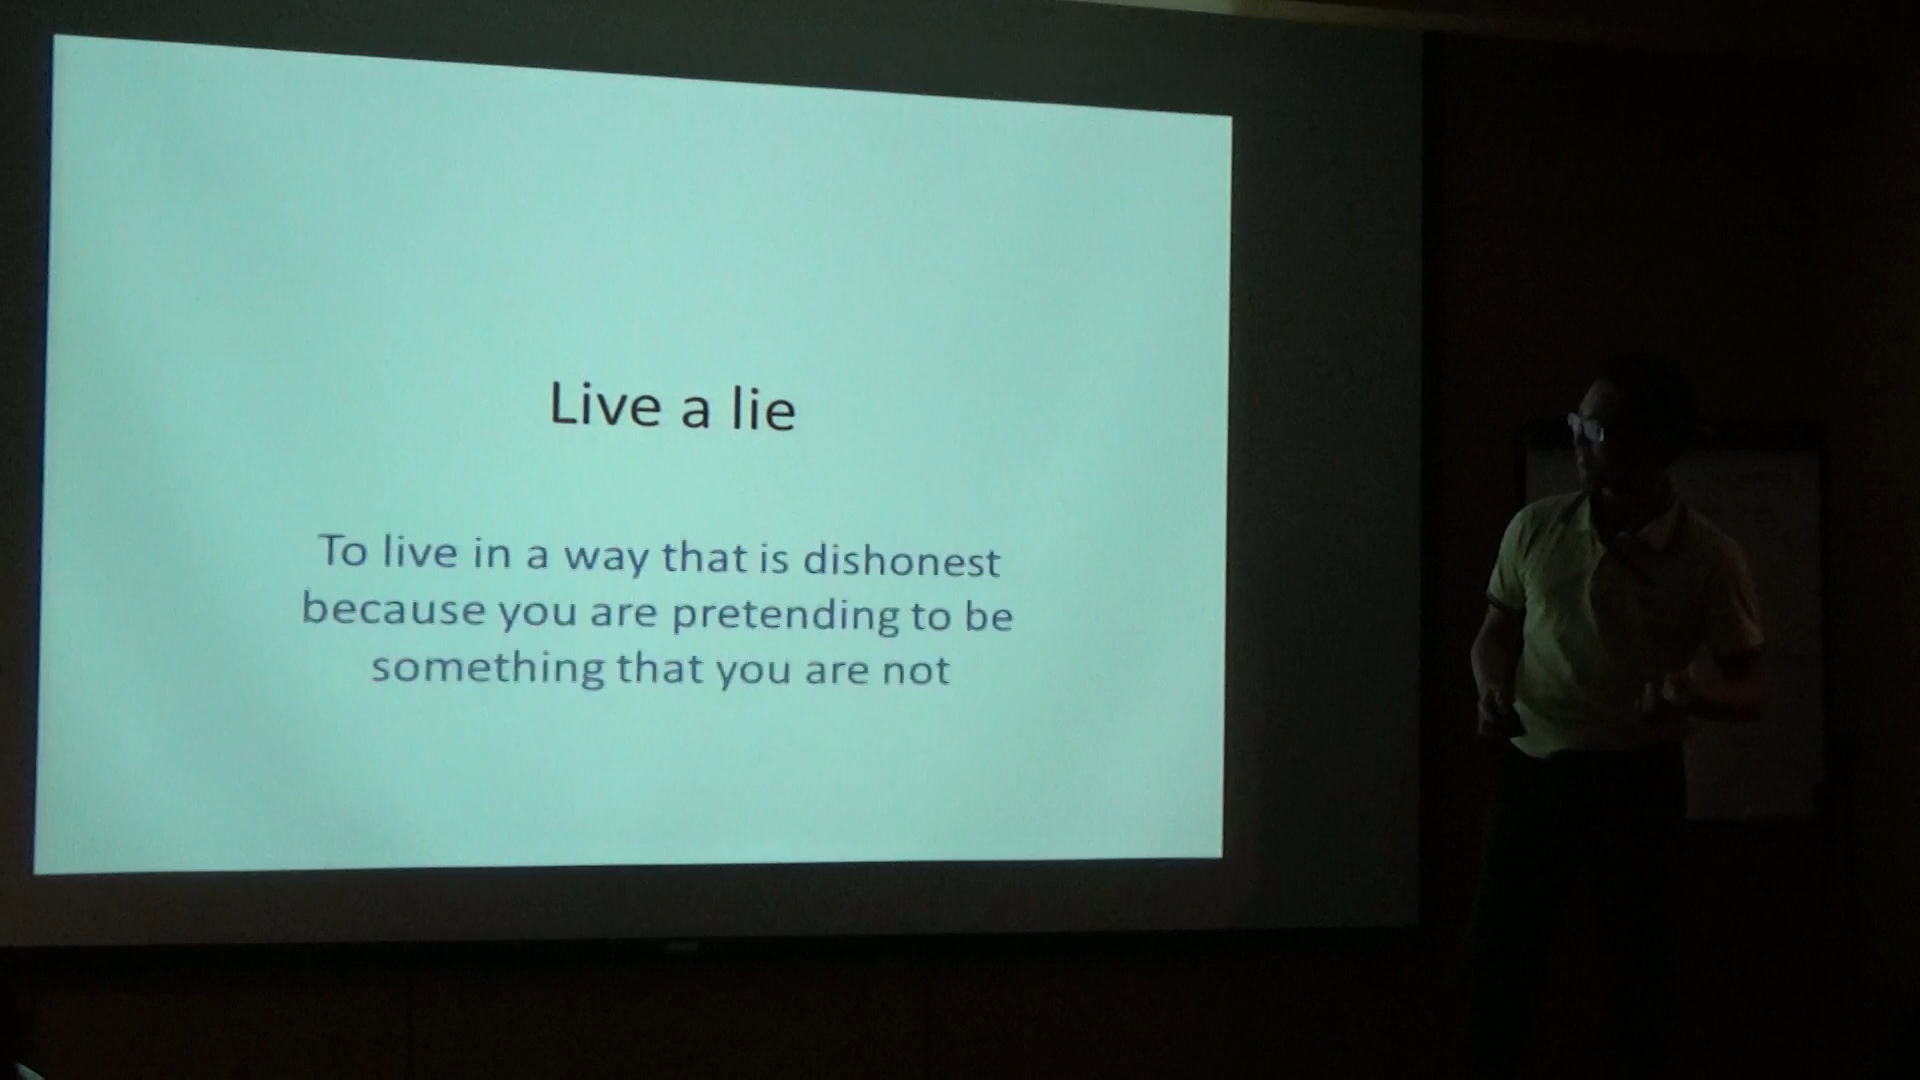 Live a lie
To live in a way that is dishonest
because you are pretending to be
something that you are not